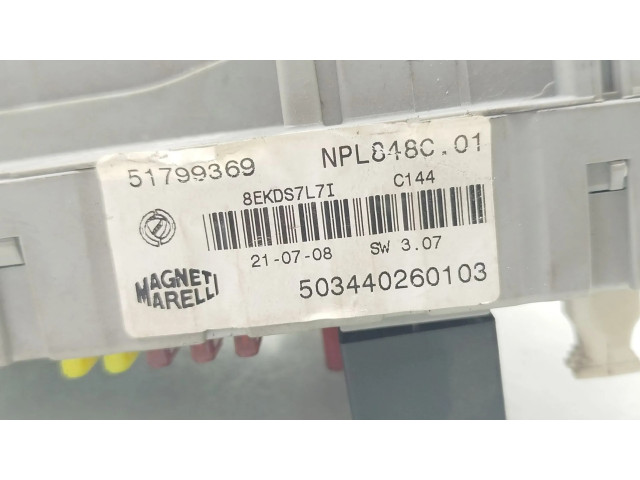 51799369 NPL848C.01
8EKDS7L7I C144
21-07-08 SW 3.07
MAGNETI
MARELLI
503440260103